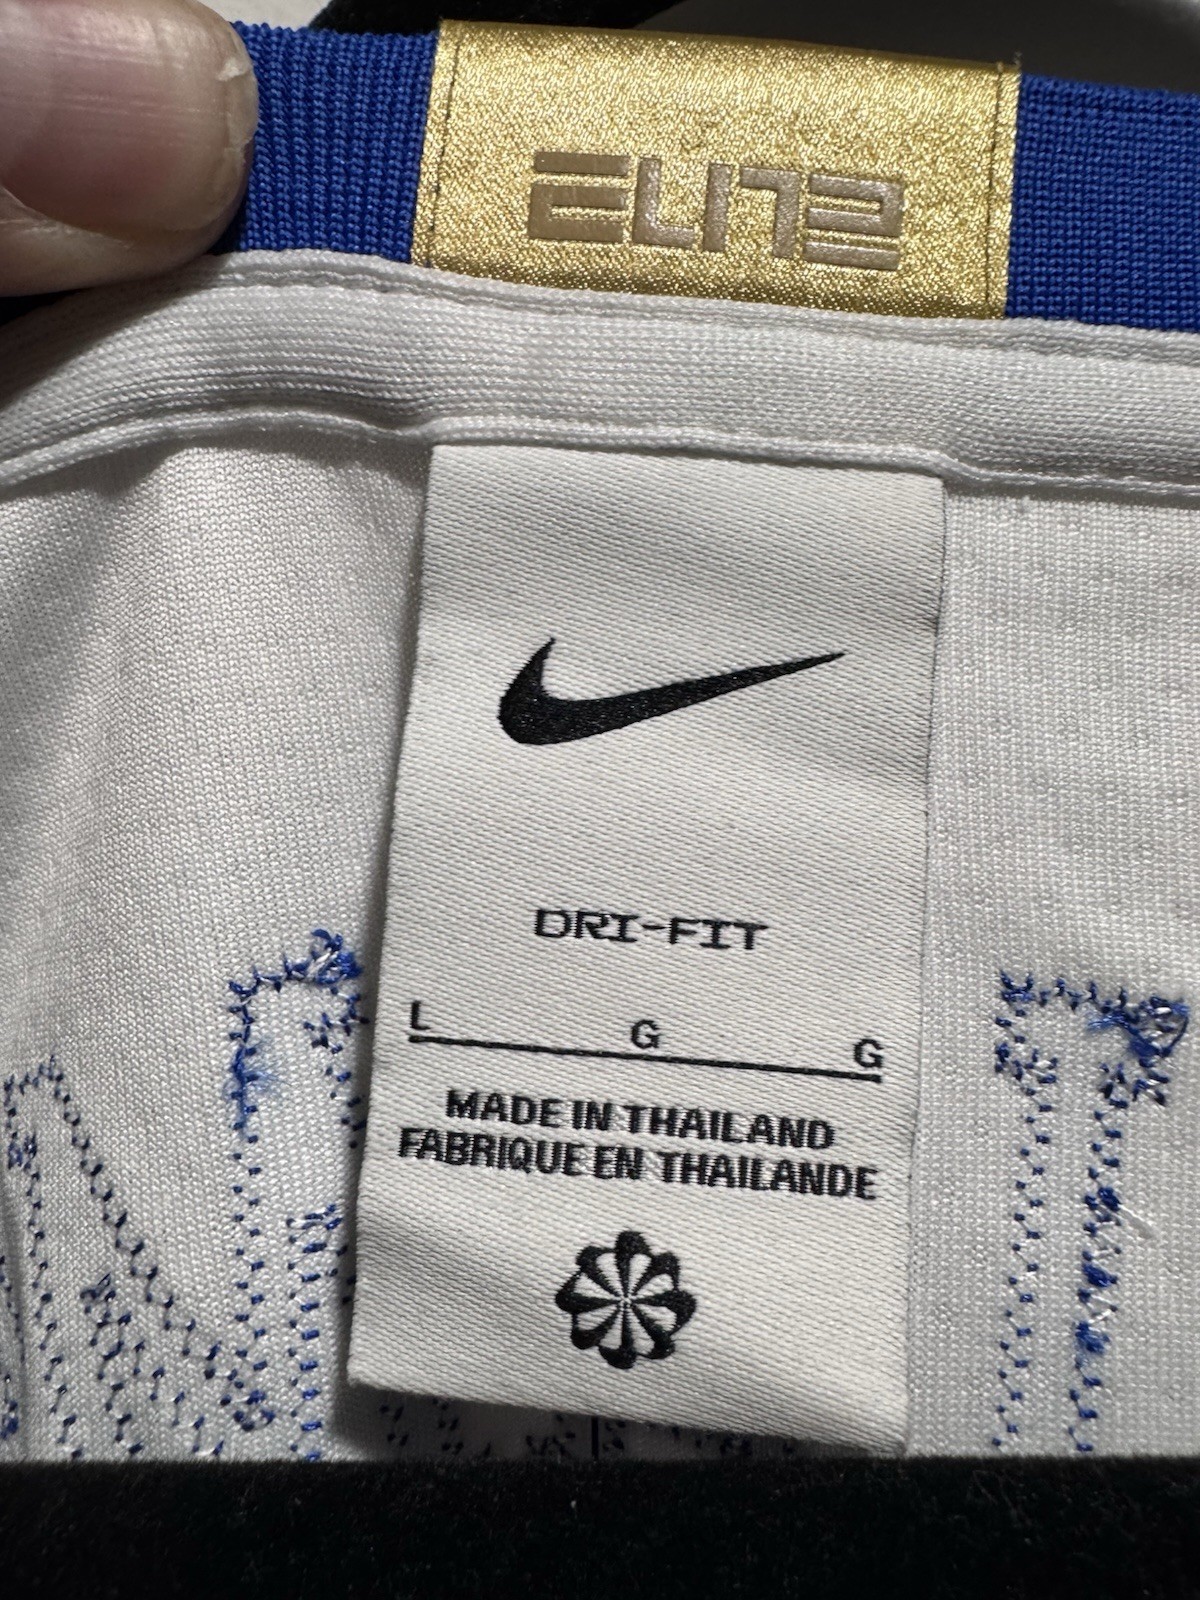 ELITE
DRI-FIT
L G G
MADE IN THAILAND
FABRIQUE EN THAILANDE